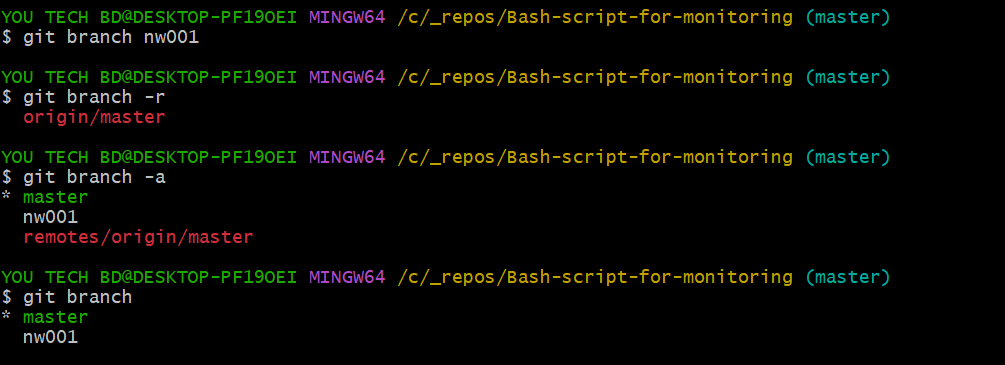 YOU TECH BD@DESKTOP-PF19OEI MINGW64 /c/_repos/Bash-script-for-monitoring (master)
$ git branch nw001
YOU TECH BD@DESKTOP-PF19OEI MINGW64 /c/_repos/Bash-script-for-monitoring (master)
$ git branch -r
origin/master
YOU TECH BD@DESKTOP-PF19OEI MINGW64 /c/_repos/Bash-script-for-monitoring (master)
$ git branch -a
* master
nw001
remotes/origin/master
YOU TECH BD@DESKTOP-PF19OEI MINGW64 /c/_repos/Bash-script-for-monitoring (master)
$ git branch
* master
nw001